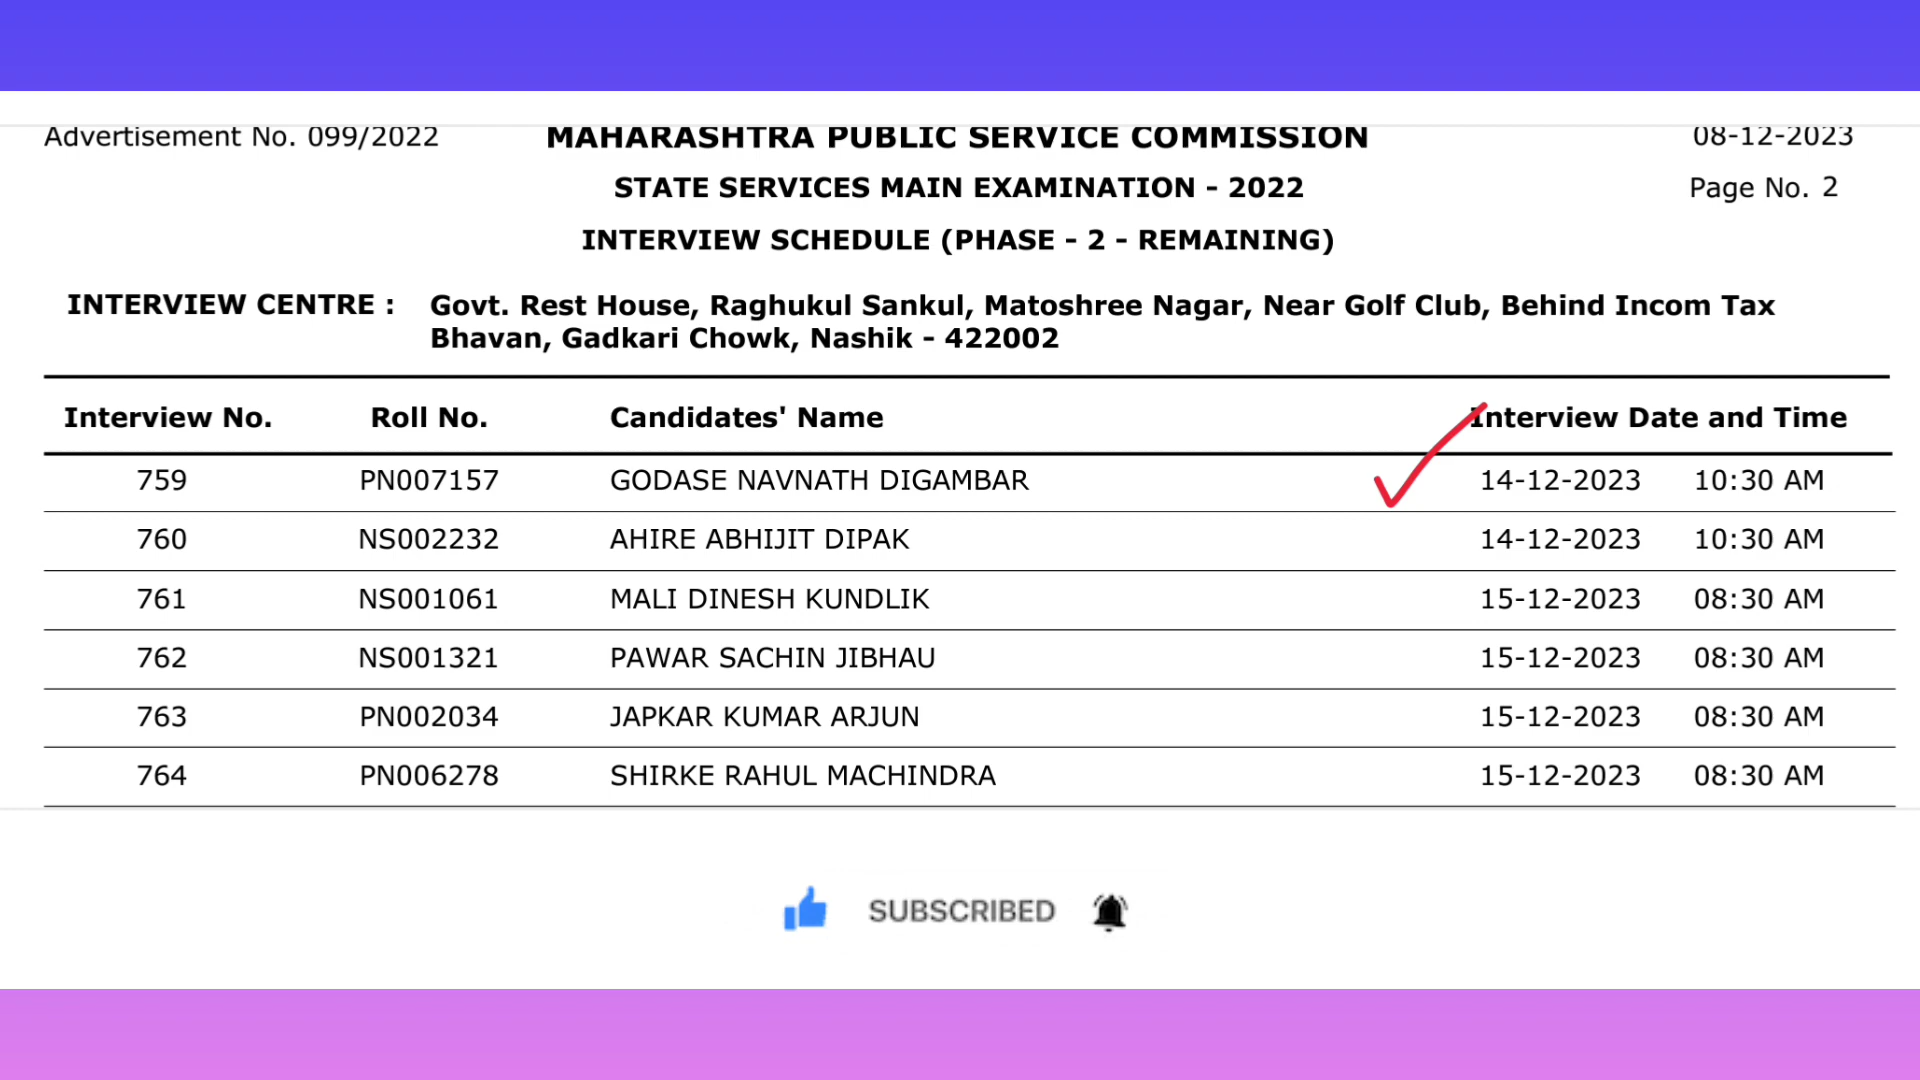 Advertisement No. 099/2022 MAHARASHTRA PUBLIC SERVICE COMMISSION 08-12-2023
STATE SERVICES MAIN EXAMINATION - 2022 Page No. 2
INTERVIEW SCHEDULE (PHASE - 2 - REMAINING)
INTERVIEW CENTRE : Govt. Rest House, Raghukul Sankul, Matoshree Nagar, Near Golf Club, Behind Incom Tax
Bhavan, Gadkari Chowk, Nashik - 422002
Interview No. Roll No. Candidates' Name Interview Date and Time
759 PN007157 GODASE NAVNATH DIGAMBAR 14-12-2023 10:30 AM
760 NS002232 AHIRE ABHIJIT DIPAK 14-12-2023 10:30 AM
761 NS001061 MALI DINESH KUNDLIK 15-12-2023 08:30 AM
762 NS001321 PAWAR SACHIN JIBHAU 15-12-2023 08:30 AM
763 PN002034 JAPKAR KUMAR ARJUN 15-12-2023 08:30 AM
764 PN006278 SHIRKE RAHUL MACHINDRA 15-12-2023 08:30 AM
SUBSCRIBED